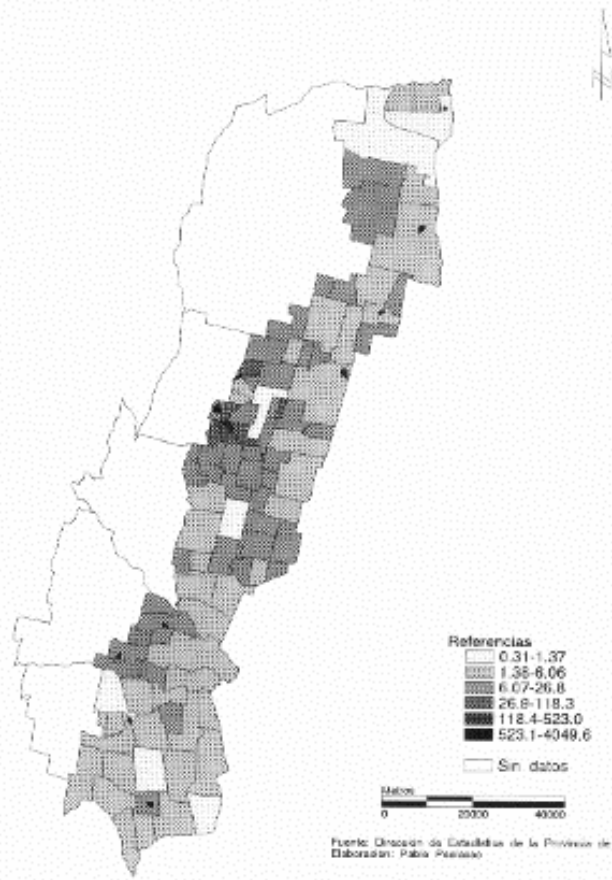 Referencias
0.31-1.37
1.38-6.06
6.07-26.8
26.9-118.3
118.4-523.0
523.1-4049.6
Sin datos
Metros
0 20000 40000
Fuente: Dirección de Estadística de la Provincia de
Elaboración: Pablo